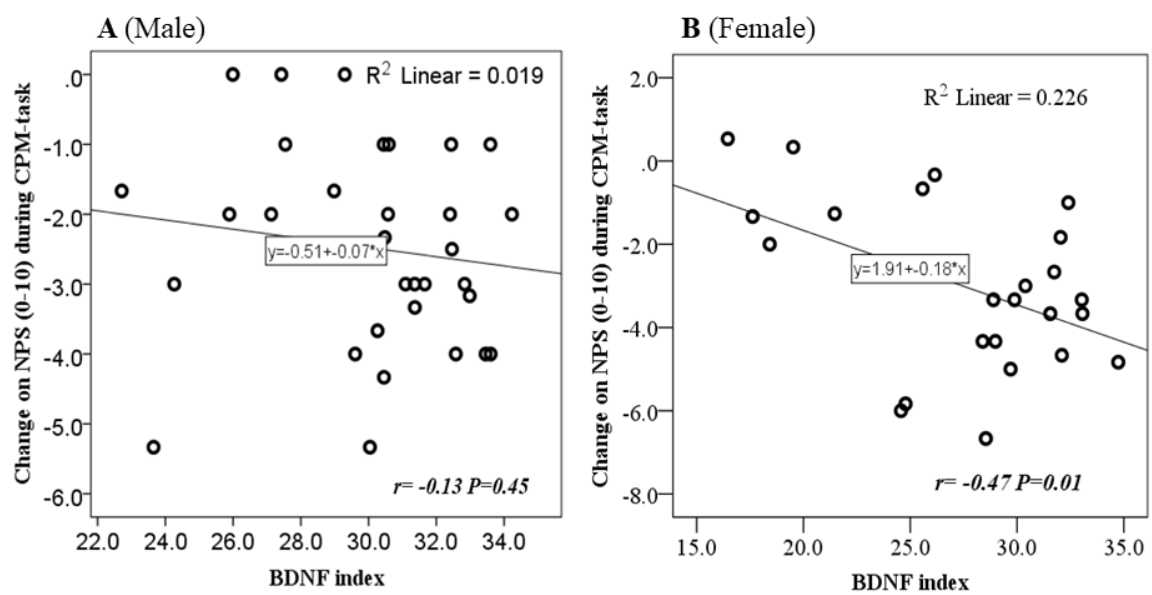 A (Male)
Change on NPS (0-10) during CPM-task
.0
-1.0
-2.0
-3.0
-4.0
-5.0
-6.0
R2 Linear = 0.019
y=-0.51+-0.07*x
r= -0.13 P=0.45
22.0 24.0 26.0 28.0 30.0 32.0 34.0
BDNF index
B (Female)
Change on NPS (0-10) during CPM-task
2.0
.0
-2.0
-4.0
-6.0
-8.0
R2 Linear = 0.226
y=1.91+-0.18*x
r= -0.47 P=0.01
15.0 20.0 25.0 30.0 35.0
BDNF index